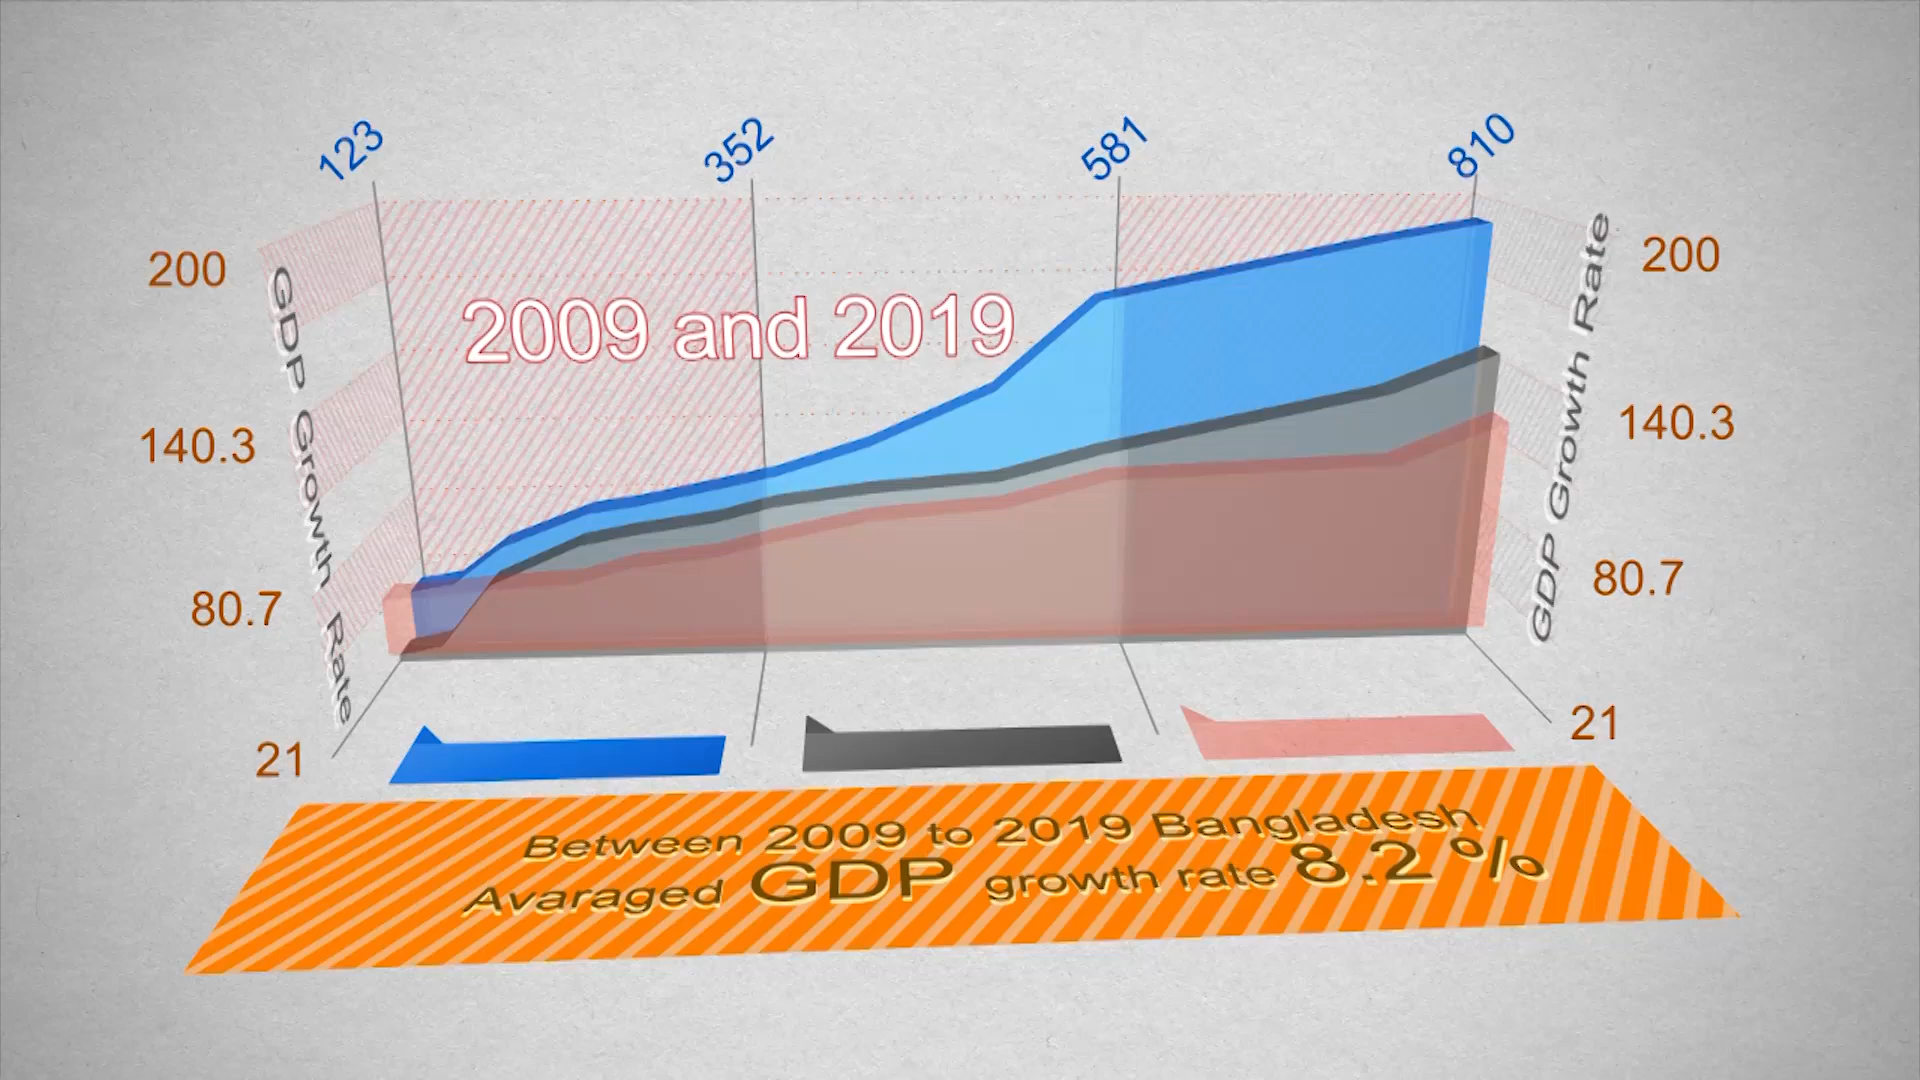 123
352
581
810
200
140.3
80.7
21
GDP Growth Rate
2009 and 2019
GDP Growth Rate
200
140.3
80.7
21
Between 2009 to 2019 Bangladesh
Avaraged GDP growth rate 8.2 %